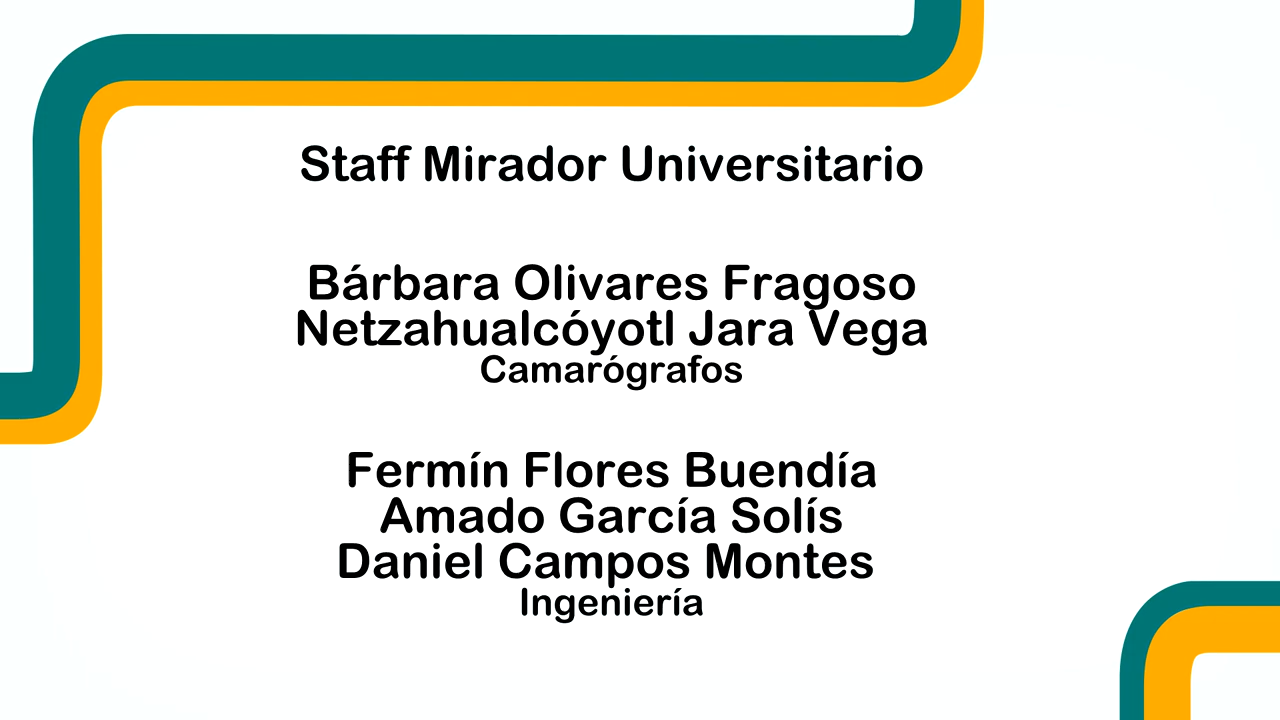 Staff Mirador Universitario
Bárbara Olivares Fragoso
Netzahualcóyotl Jara Vega
Camarógrafos
Fermín Flores Buendía
Amado García Solís
Daniel Campos Montes
Ingeniería